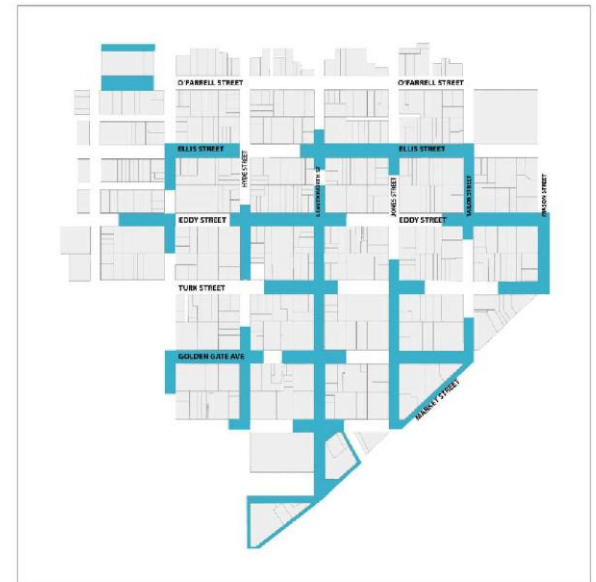 O'FARRELL STREET
O'FARRELL STREET
ELLIS STREET
ELLIS STREET
HYDE STREET
LEAVENWORTH ST
JONES STREET
TAYLOR STREET
MASON STREET
EDDY STREET
EDDY STREET
TURK STREET
GOLDEN GATE AVE
MARKET STREET